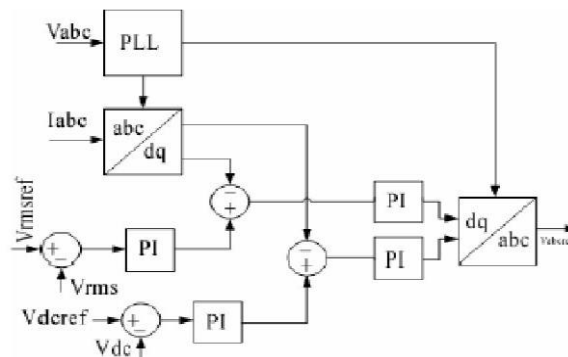 Vabc
PLL
Iabc
abc
dq
Vrmsref
PI
Vrms
PI
PI
dq
abc
Vdcref
PI
Vdc